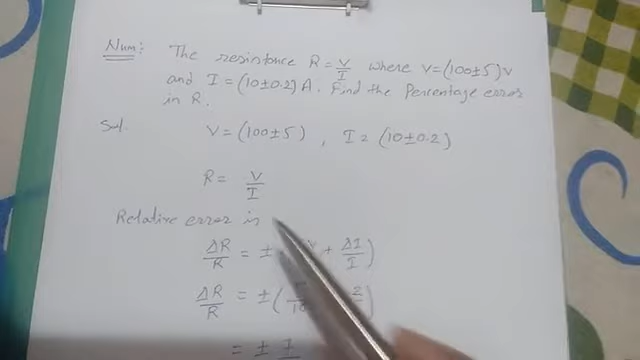 Num: The resistance R = V/I where V = (100±5)V
and I = (10±0.2)A. Find the Percentage error
in R.
Sol. V = (100±5) , I = (10±0.2)
R = V/I
Relative error is
ΔR/R = ± + ΔI/I)
ΔR/R = ± (
= ±